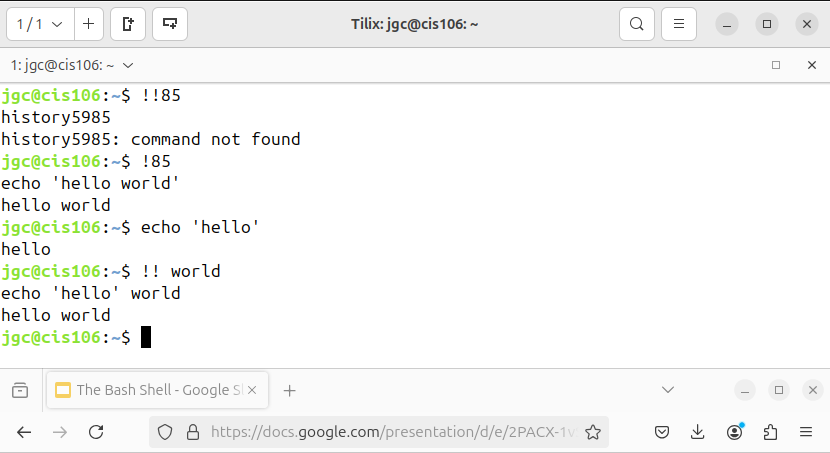 1 / 1
Tilix: jgc@cis106: ~
1: jgc@cis106: ~
jgc@cis106:~$ !!85
history5985
history5985: command not found
jgc@cis106:~$ !85
echo 'hello world'
hello world
jgc@cis106:~$ echo 'hello'
hello
jgc@cis106:~$ !! world
echo 'hello' world
hello world
jgc@cis106:~$
The Bash Shell - Google Sl
https://docs.google.com/presentation/d/e/2PACX-1v